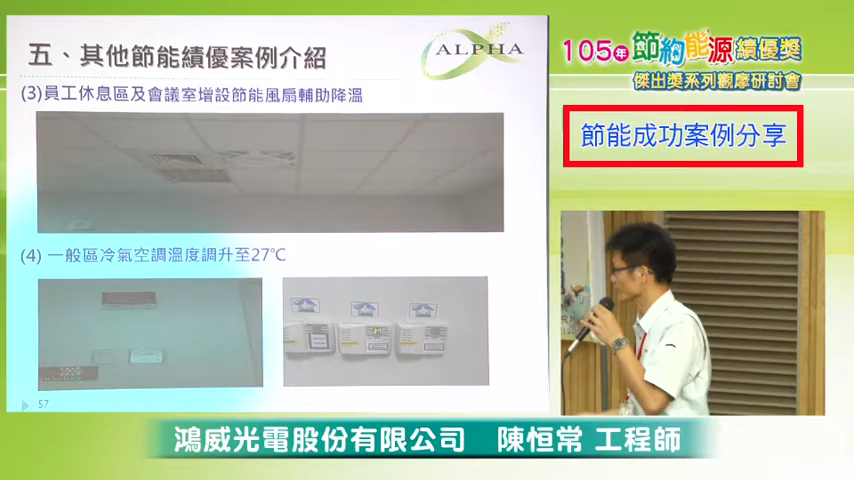 五、其他節能績優案例介紹
ALPHA
(3)員工休息區及會議室增設節能風扇輔助降溫
(4) 一般區冷氣空調溫度調升至27℃
57
105年節約能源績優獎
傑出獎系列觀摩研討會
節能成功案例分享
鴻威光電股份有限公司 陳恒常 工程師